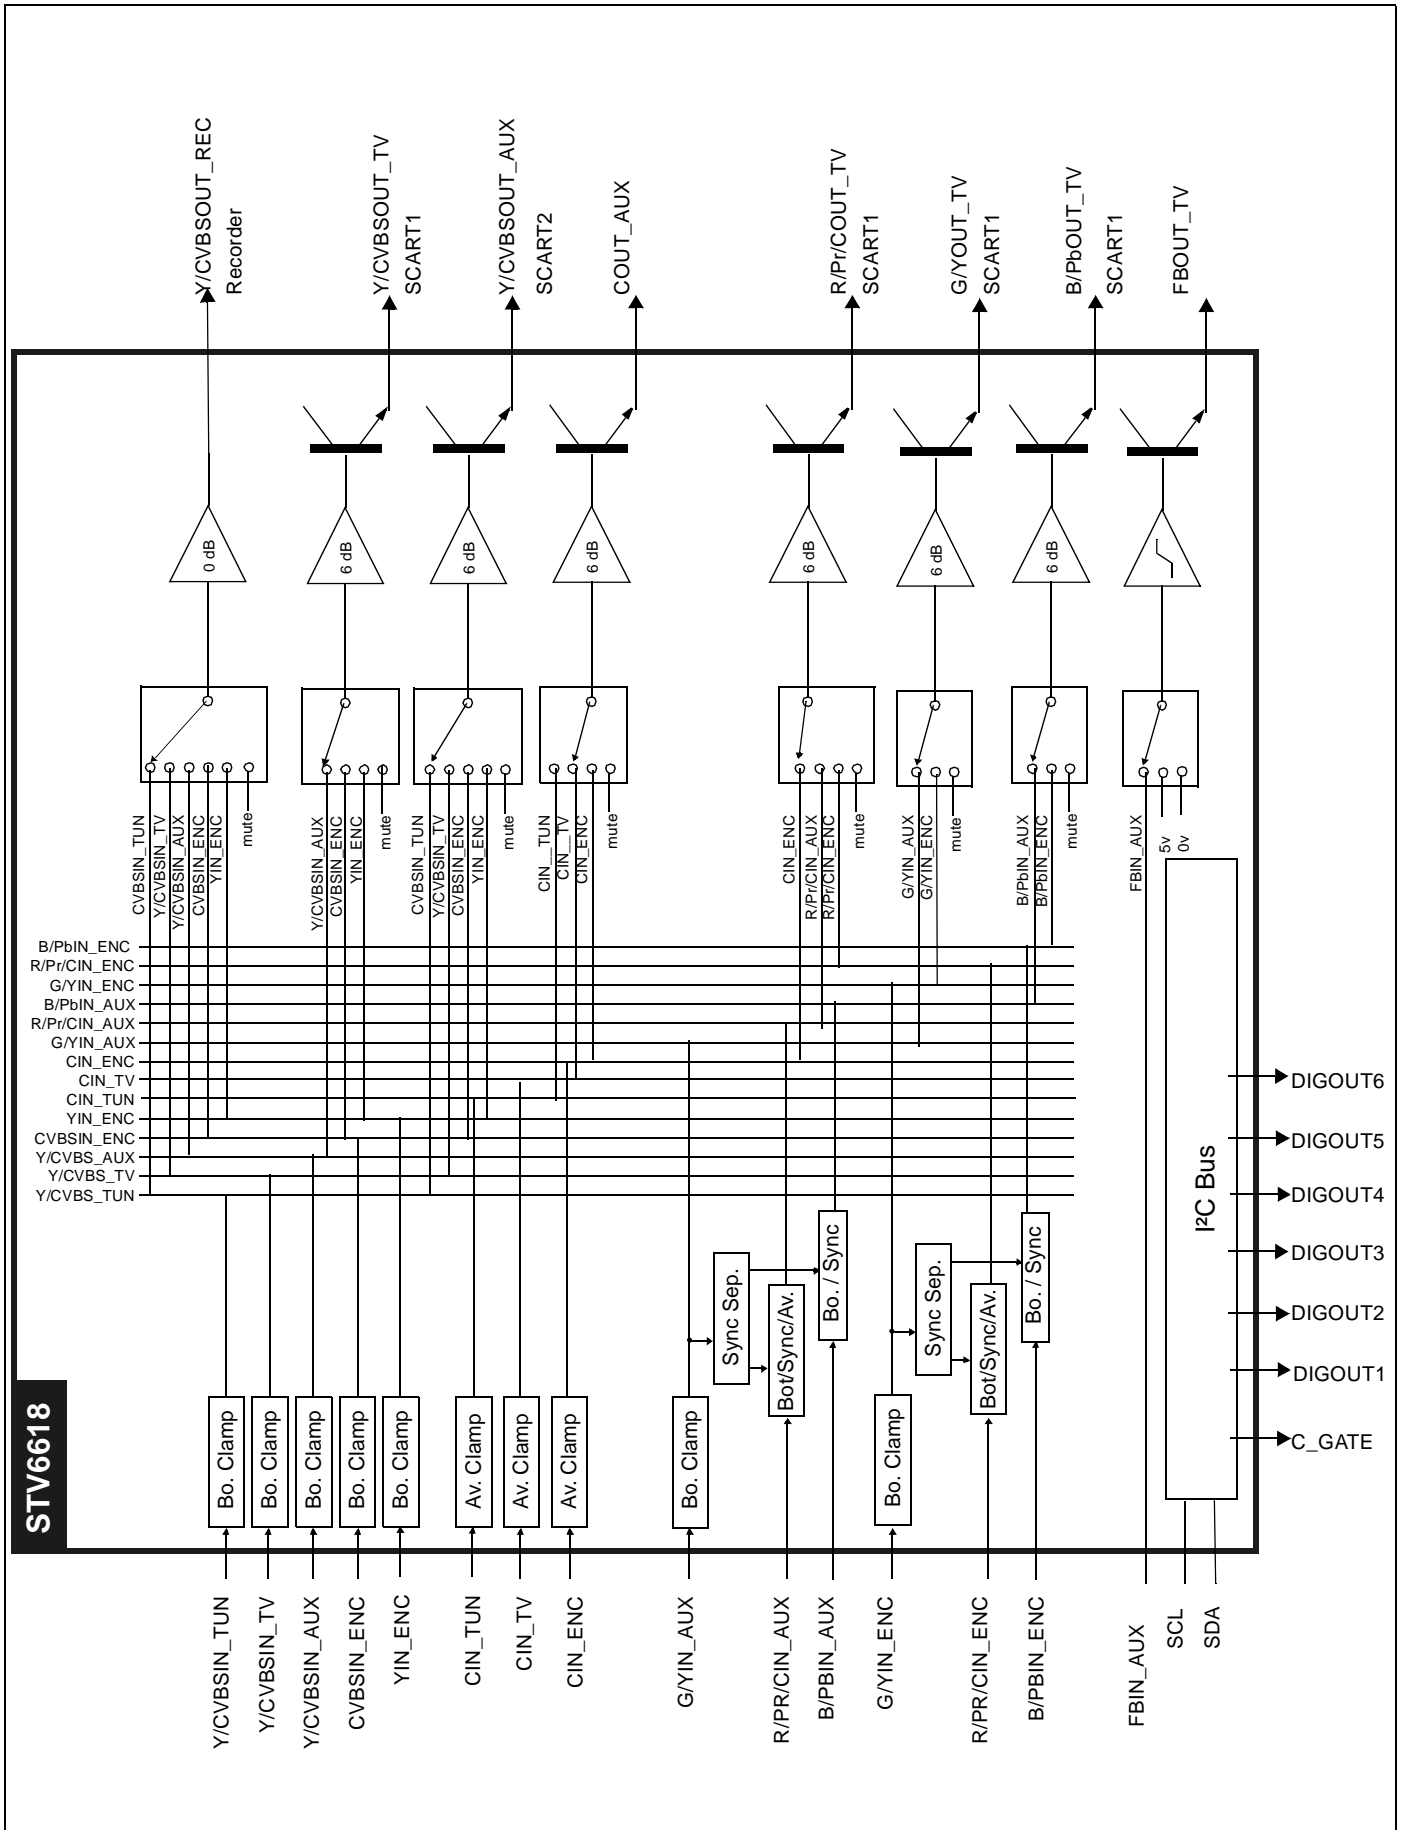 Y/CVBSOUT_REC
Recorder
Y/CVBSOUT_TV
SCART1
Y/CVBSOUT_AUX
SCART2
COUT_AUX
R/Pr/COUT_TV
SCART1
G/YOUT_TV
SCART1
B/PbOUT_TV
SCART1
FBOUT_TV
0 dB
6 dB
6 dB
6 dB
6 dB
6 dB
6 dB
CVBSIN_TUN
Y/CVBSIN_TV
Y/CVBSIN_AUX
CVBSIN_ENC
YIN_ENC
mute
Y/CVBSIN_AUX
CVBSIN_ENC
YIN_ENC
mute
CVBSIN_TUN
Y/CVBSIN_TV
CVBSIN_ENC
YIN_ENC
mute
CIN__TUN
CIN__TV
CIN_ENC
mute
CIN_ENC
R/Pr/CIN_AUX
R/Pr/CIN_ENC
mute
G/YIN_AUX
G/YIN_ENC
mute
B/PbIN_AUX
B/PbIN_ENC
mute
FBIN_AUX
5v
0v
B/PbIN_ENC
R/Pr/CIN_ENC
G/YIN_ENC
B/PbIN_AUX
R/Pr/CIN_AUX
G/YIN_AUX
CIN_ENC
CIN_TV
CIN_TUN
YIN_ENC
CVBSIN_ENC
Y/CVBS_AUX
Y/CVBS_TV
Y/CVBS_TUN
I²C Bus
DIGOUT6
DIGOUT5
DIGOUT4
DIGOUT3
DIGOUT2
DIGOUT1
C_GATE
Sync Sep.
Bot/Sync/Av.
Bo. / Sync
Sync Sep.
Bot/Sync/Av.
Bo. / Sync
STV6618
Bo. Clamp
Bo. Clamp
Bo. Clamp
Bo. Clamp
Bo. Clamp
Av. Clamp
Av. Clamp
Av. Clamp
Bo. Clamp
Bo. Clamp
Y/CVBSIN_TUN
Y/CVBSIN_TV
Y/CVBSIN_AUX
CVBSIN_ENC
YIN_ENC
CIN_TUN
CIN_TV
CIN_ENC
G/YIN_AUX
R/PR/CIN_AUX
B/PBIN_AUX
G/YIN_ENC
R/PR/CIN_ENC
B/PBIN_ENC
FBIN_AUX
SCL
SDA